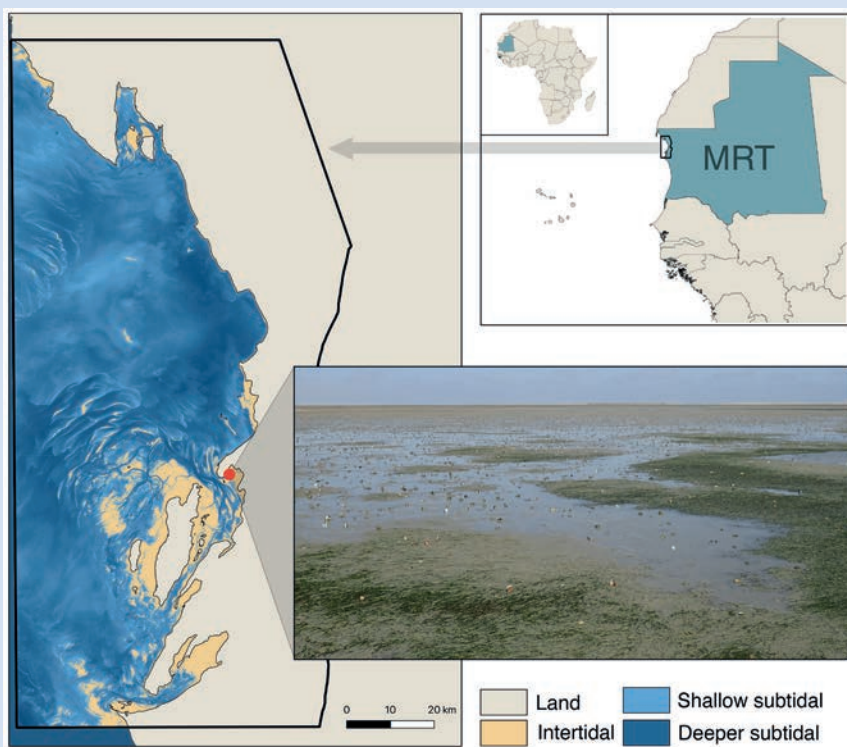 MRT
0 10 20 km
Land
Intertidal
Shallow subtidal
Deeper subtidal